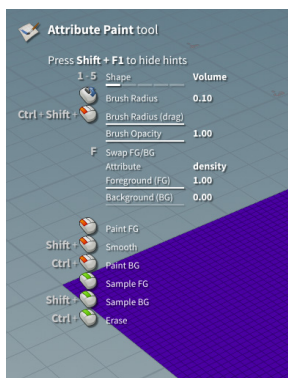 Attribute Paint tool
Press Shift + F1 to hide hints
1 - 5 Shape Volume
Brush Radius 0.10
Ctrl + Shift + Brush Radius (drag)
Brush Opacity 1.00
F Swap FG/BG
Attribute density
Foreground (FG) 1.00
Background (BG) 0.00
Paint FG
Shift + Smooth
Ctrl + Paint BG
Sample FG
Shift + Sample BG
Ctrl + Erase